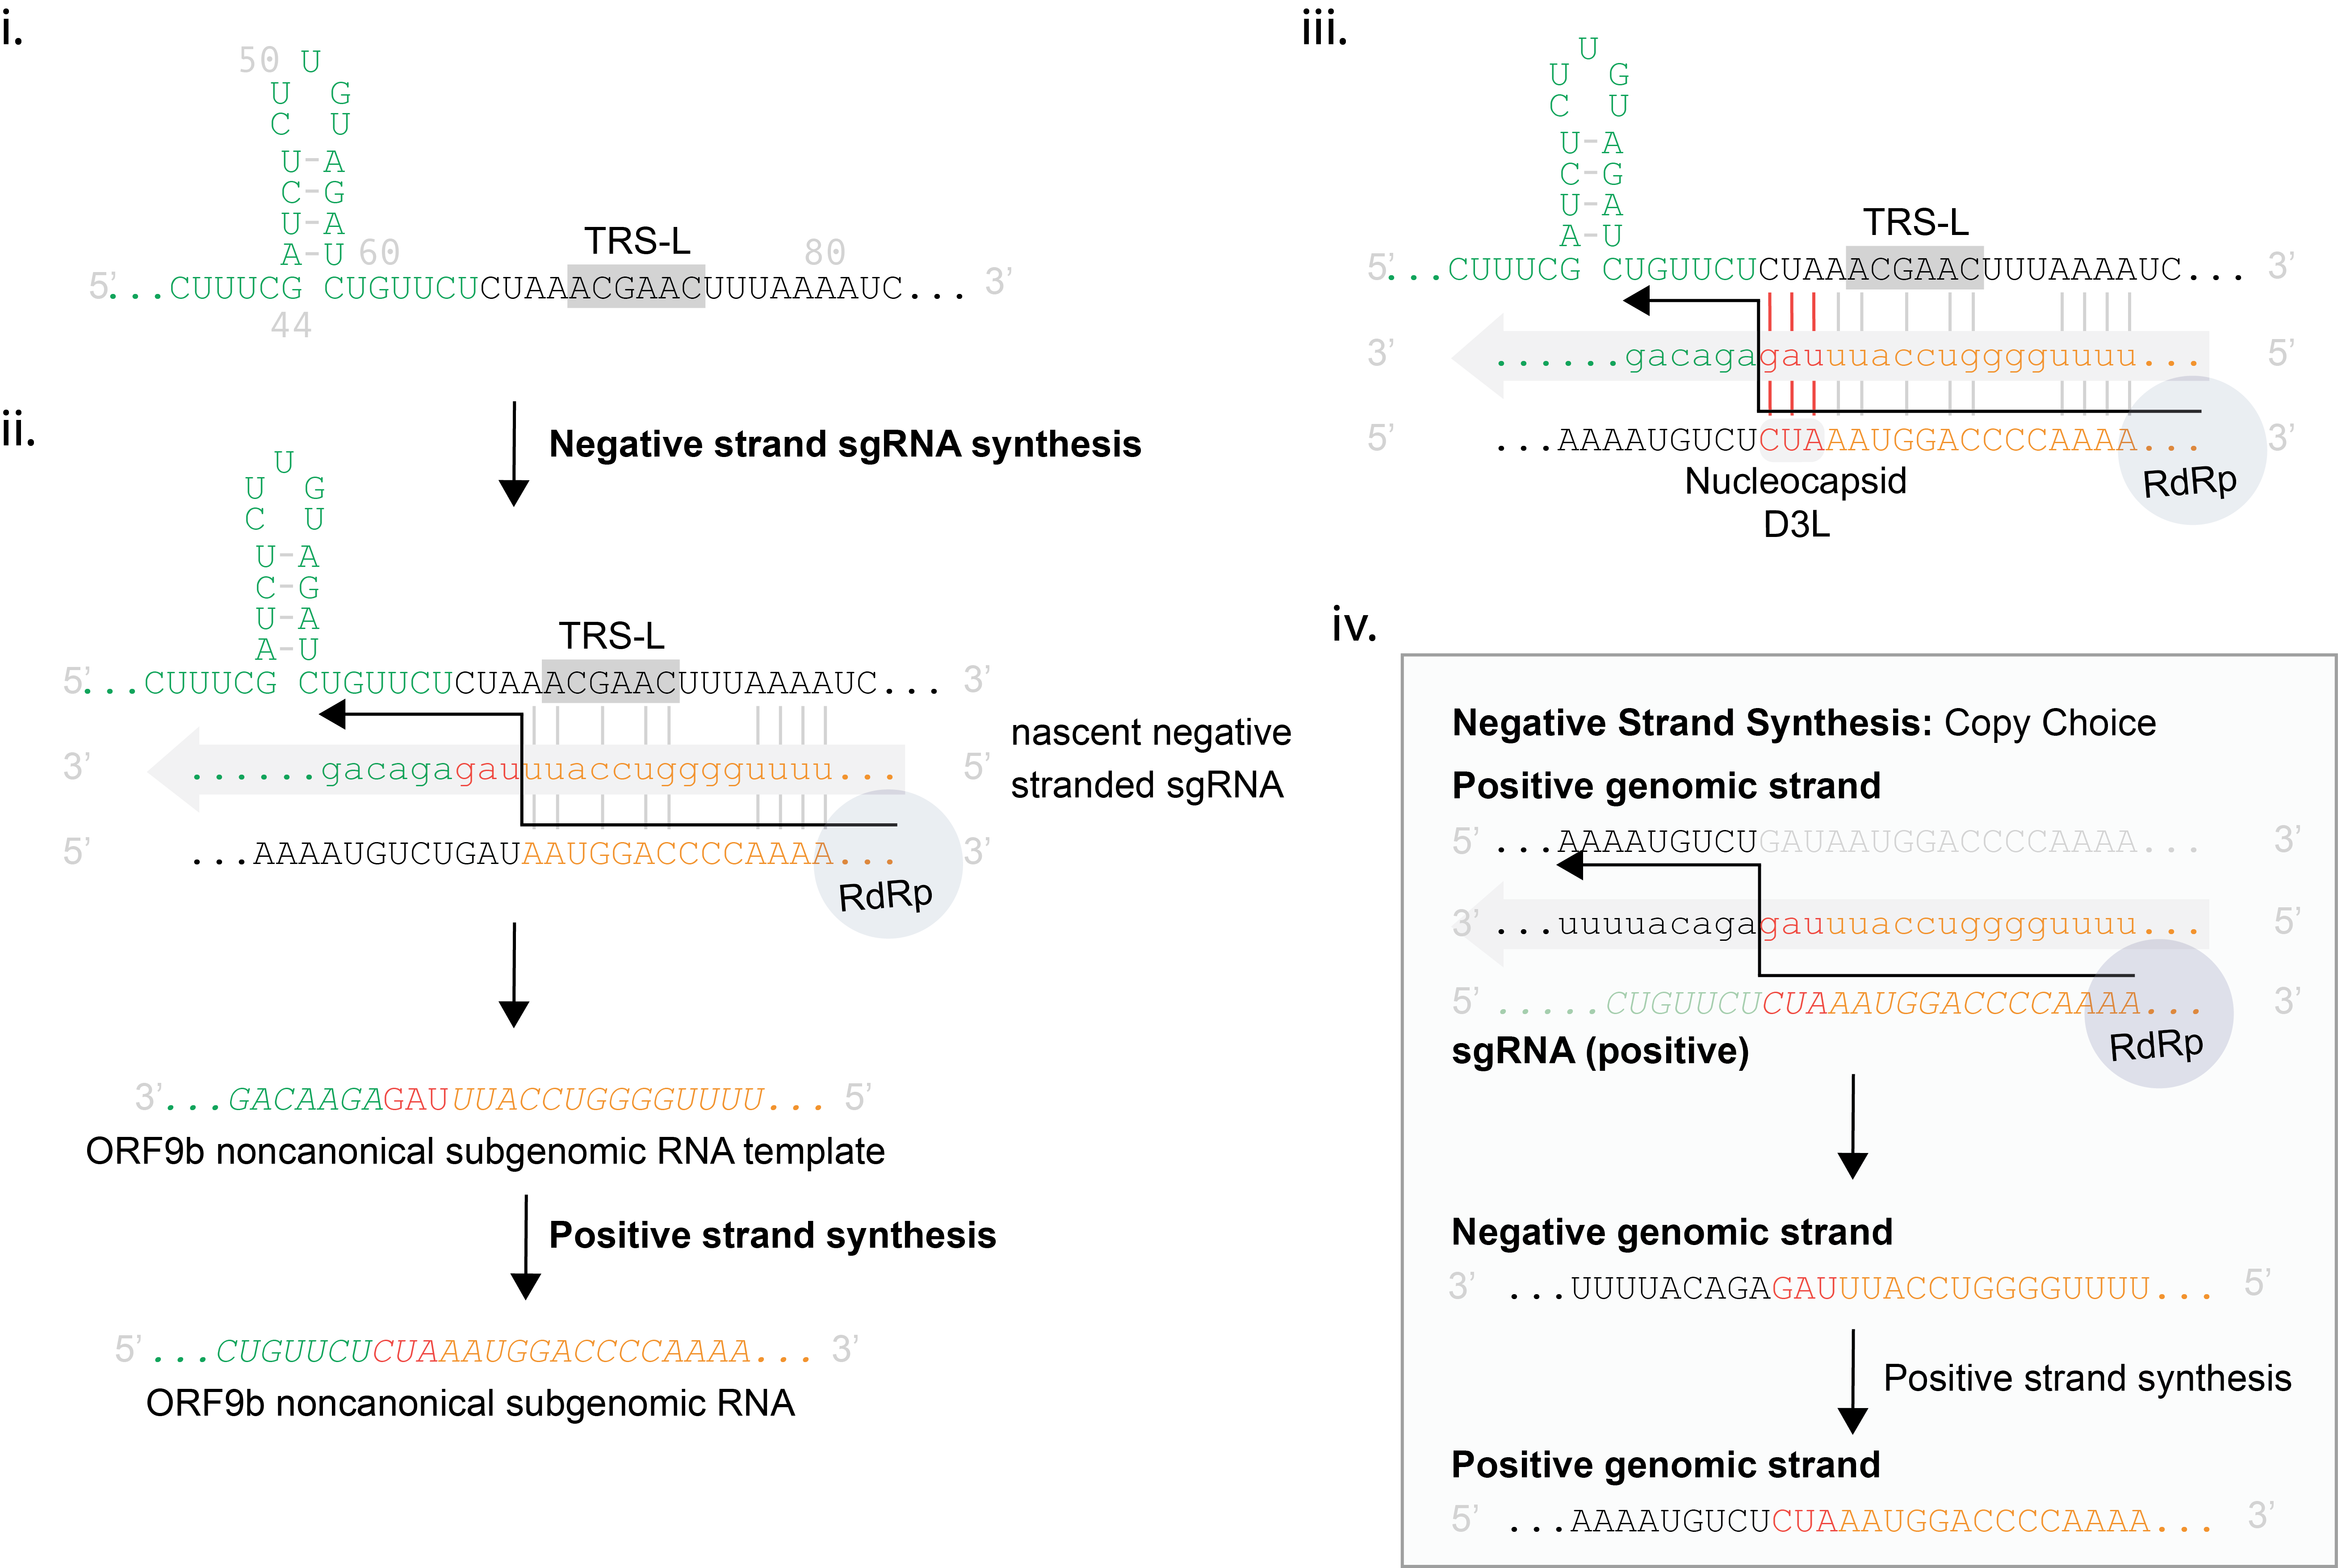 i.
50 U
U G
C U
U-A
C-G
U-A
A-U 60 TRS-L 80
5’...CUUUCG CUGUUCUCUAAACGAACUUUAAAAUC... 3’
44
Negative strand sgRNA synthesis
ii.
U
U G
C U
U-A
C-G
U-A
A-U TRS-L
5’...CUUUCG CUGUUCUCUAAACGAACUUUAAAAUC... 3’
3’ ......gacagagauuuaccugggguuuu... 5’
nascent negative
stranded sgRNA
5’ ...AAAAUGUCUGAUAAUGGACCCCAAAA... 3’
RdRp
3’...GACAAGAGAUUUACCUGGGGUUUU... 5’
ORF9b noncanonical subgenomic RNA template
Positive strand synthesis
5’...CUGUUCUCUAAAUGGACCCCAAAA... 3’
ORF9b noncanonical subgenomic RNA
iii.
U
U G
C U
U-A
C-G
U-A
A-U TRS-L
5’...CUUUCG CUGUUCUCUAAACGAACUUUAAAAUC... 3’
3’ ......gacagagauuuaccugggguuuu... 5’
5’ ...AAAAUGUCUCUAAAUGGACCCCAAAA... 3’
Nucleocapsid
D3L
RdRp
iv.
Negative Strand Synthesis: Copy Choice
Positive genomic strand
5’ ...AAAAUGUCUGAUAAUGGACCCCAAAA... 3’
3’ ...uuuuacagagauuuaccugggguuuu... 5’
5’ .....CUGUUCUCUAAAUGGACCCCAAAA... 3’
sgRNA (positive)
RdRp
Negative genomic strand
3’ ...UUUUACAGAGAUUUACCUGGGGUUUU... 5’
Positive strand synthesis
Positive genomic strand
5’ ...AAAAUGUCUCUAAAUGGACCCCAAAA... 3’